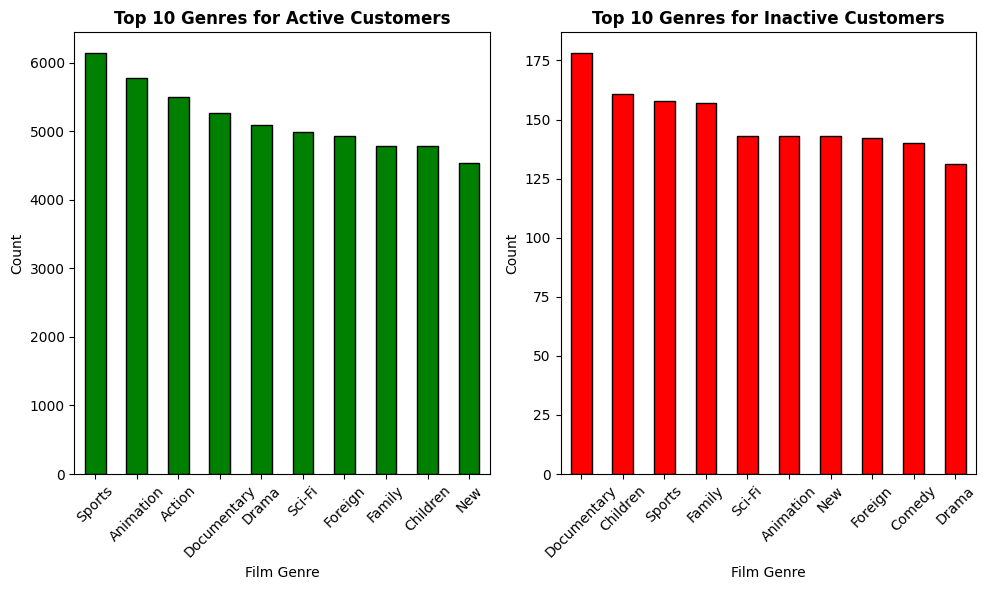 Top 10 Genres for Active Customers
Count
6000
5000
4000
3000
2000
1000
0
Sports
Animation
Action
Documentary
Drama
Sci-Fi
Foreign
Family
Children
New
Film Genre
Top 10 Genres for Inactive Customers
Count
175
150
125
100
75
50
25
0
Documentary
Children
Sports
Family
Sci-Fi
Animation
New
Foreign
Comedy
Drama
Film Genre